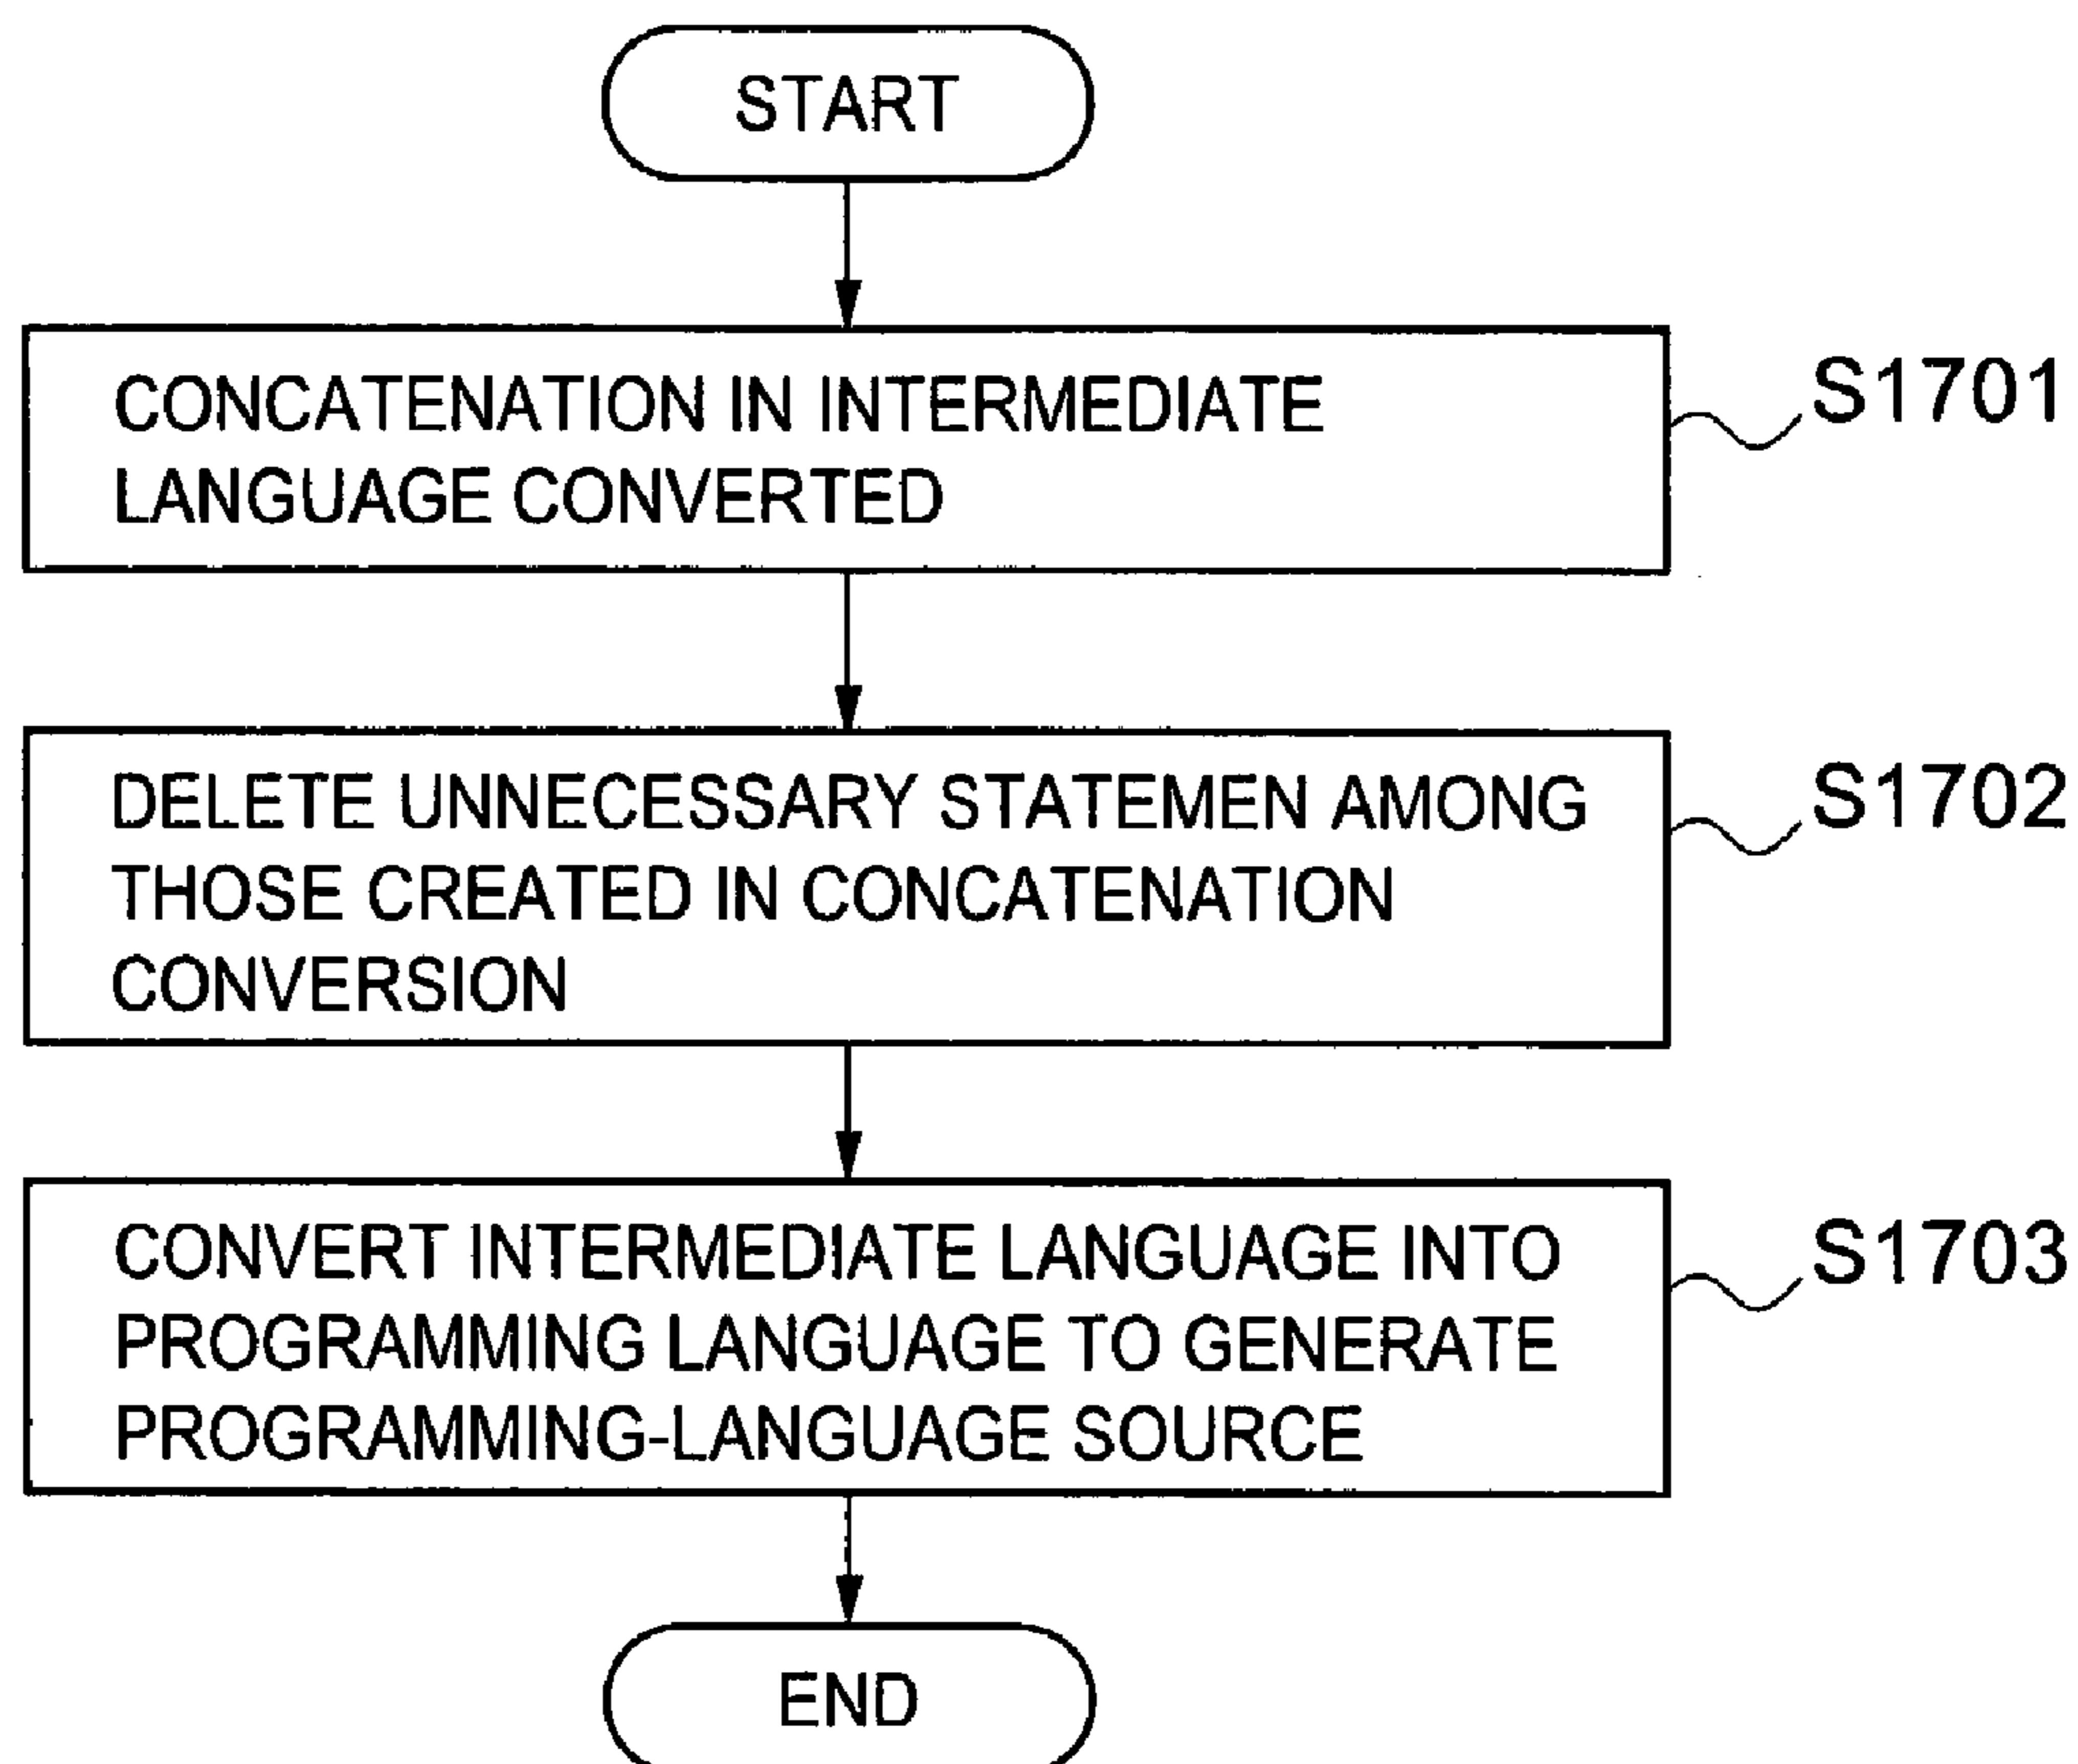 START
CONCATENATION IN INTERMEDIATE
LANGUAGE CONVERTED
S1701
DELETE UNNECESSARY STATEMEN AMONG
THOSE CREATED IN CONCATENATION
CONVERSION
S1702
CONVERT INTERMEDIATE LANGUAGE INTO
PROGRAMMING LANGUAGE TO GENERATE
PROGRAMMING-LANGUAGE SOURCE
S1703
END